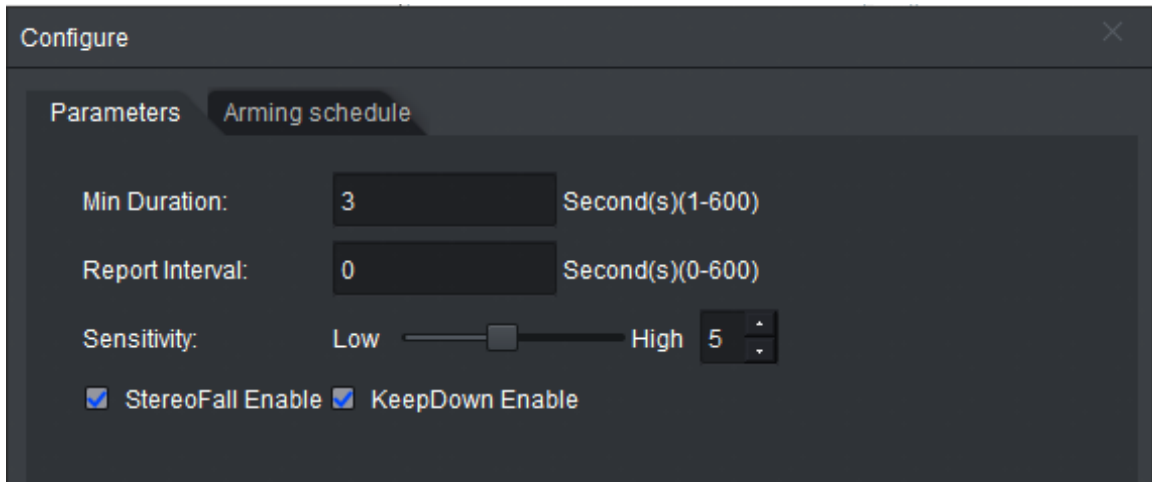 Configure
Parameters Arming schedule
Min Duration: 3 Second(s)(1-600)
Report Interval: 0 Second(s)(0-600)
Sensitivity: Low High 5
StereoFall Enable KeepDown Enable